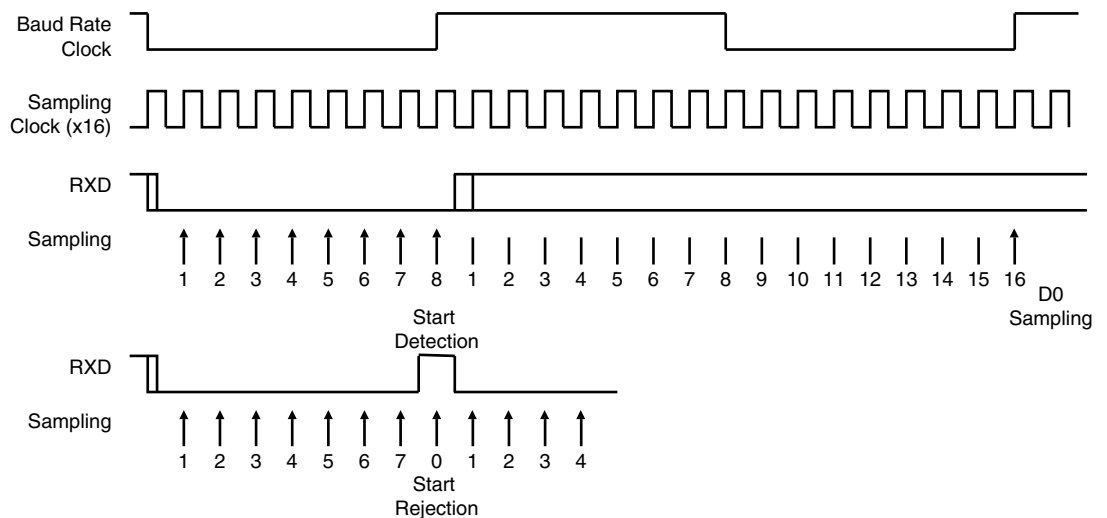 Baud Rate
Clock
Sampling
Clock (x16)
RXD
Sampling
1 2 3 4 5 6 7 8 1 2 3 4 5 6 7 8 9 10 11 12 13 14 15 16
D0
Sampling
Start
Detection
RXD
Sampling
1 2 3 4 5 6 7 0 1 2 3 4
Start
Rejection